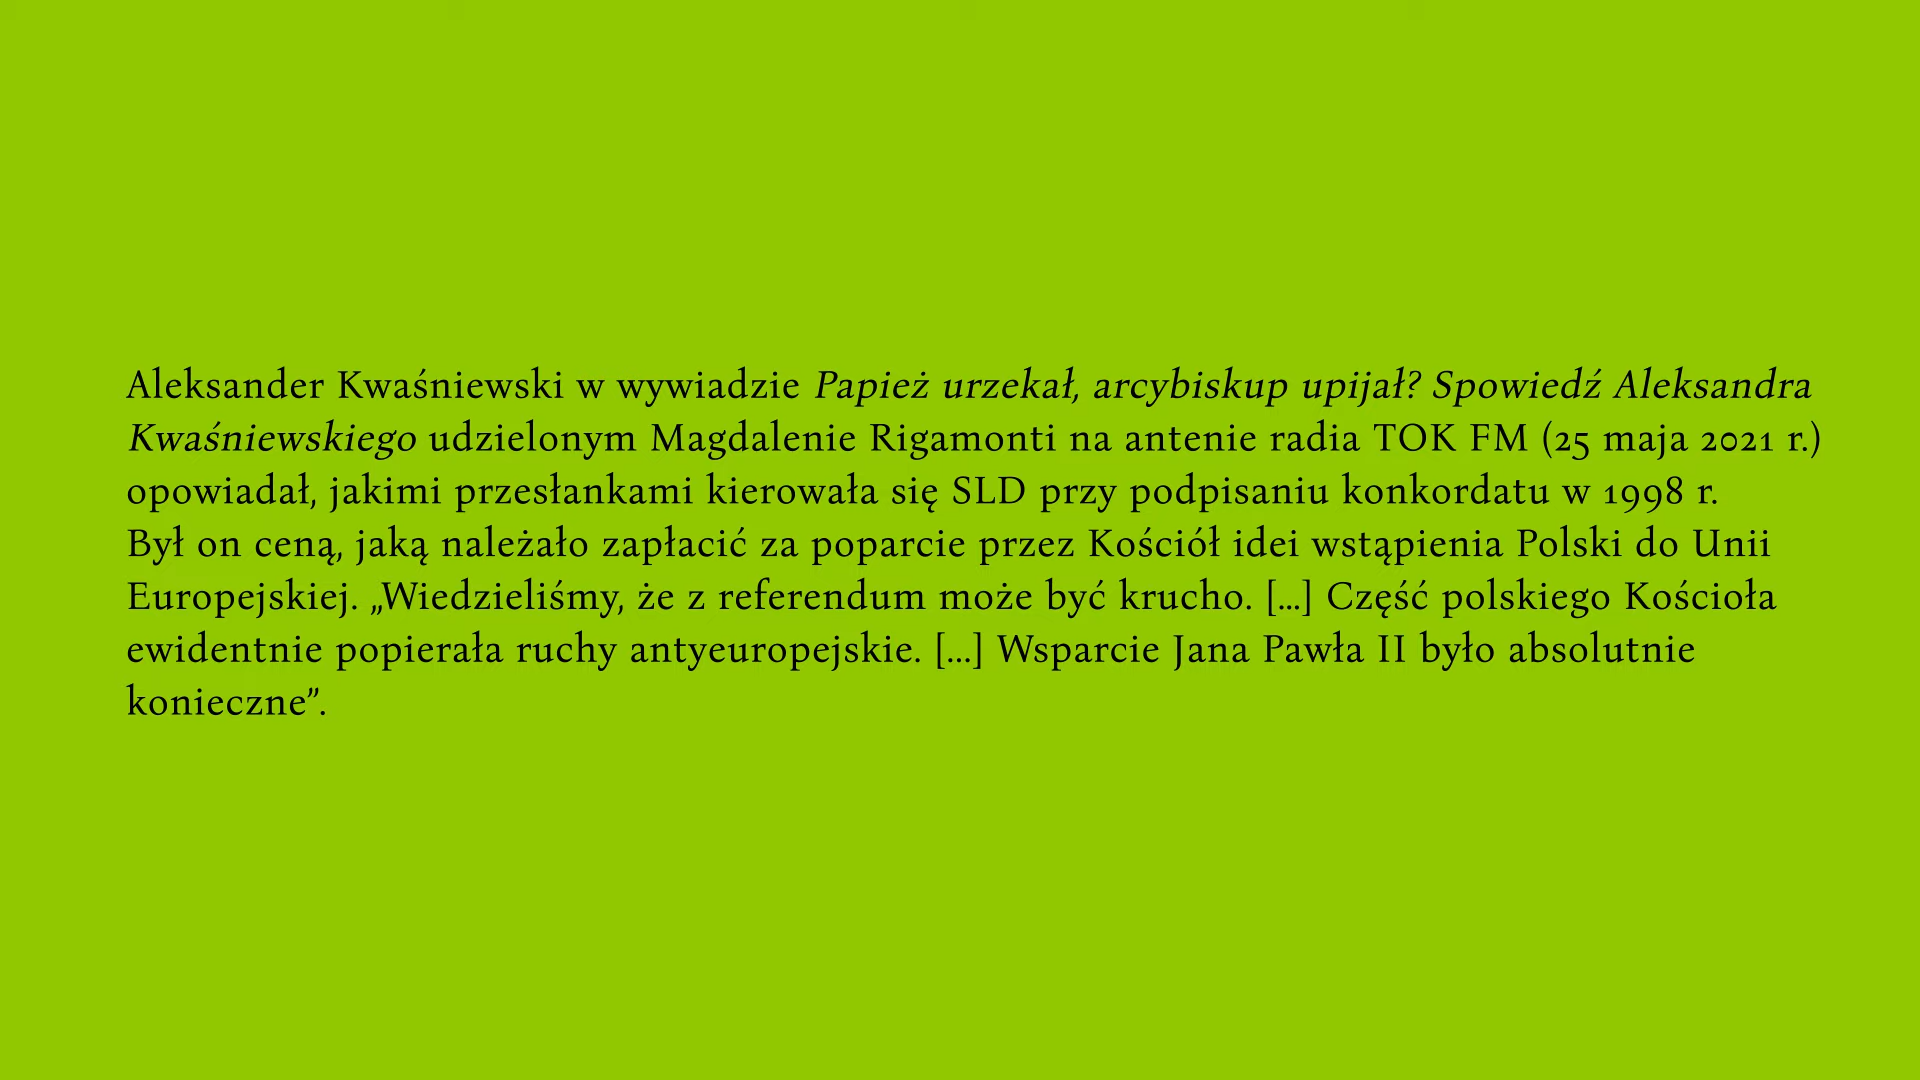 Aleksander Kwaśniewski w wywiadzie Papież urzekał, arcybiskup upijał? Spowiedź Aleksandra
Kwaśniewskiego udzielonym Magdalenie Rigamonti na antenie radia TOK FM (25 maja 2021 r.)
opowiadał, jakimi przesłankami kierowała się SLD przy podpisaniu konkordatu w 1998 r.
Był on ceną, jaką należało zapłacić za poparcie przez Kościół idei wstąpienia Polski do Unii
Europejskiej. „Wiedzieliśmy, że z referendum może być krucho. [...] Część polskiego Kościoła
ewidentnie popierała ruchy antyeuropejskie. [...] Wsparcie Jana Pawła II było absolutnie
konieczne”.